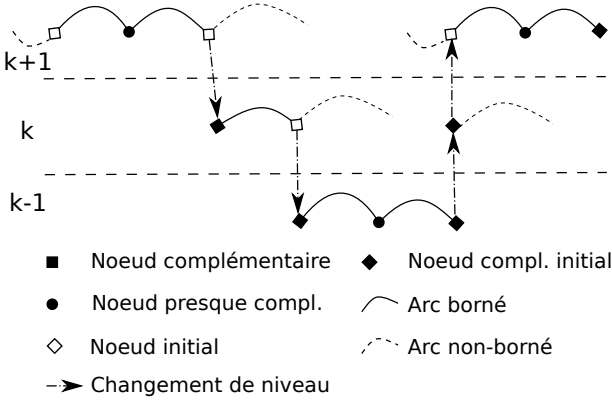 k+1
k
k-1
Noeud complémentaire
Noeud compl. initial
Noeud presque compl.
Arc borné
Noeud initial
Arc non-borné
Changement de niveau